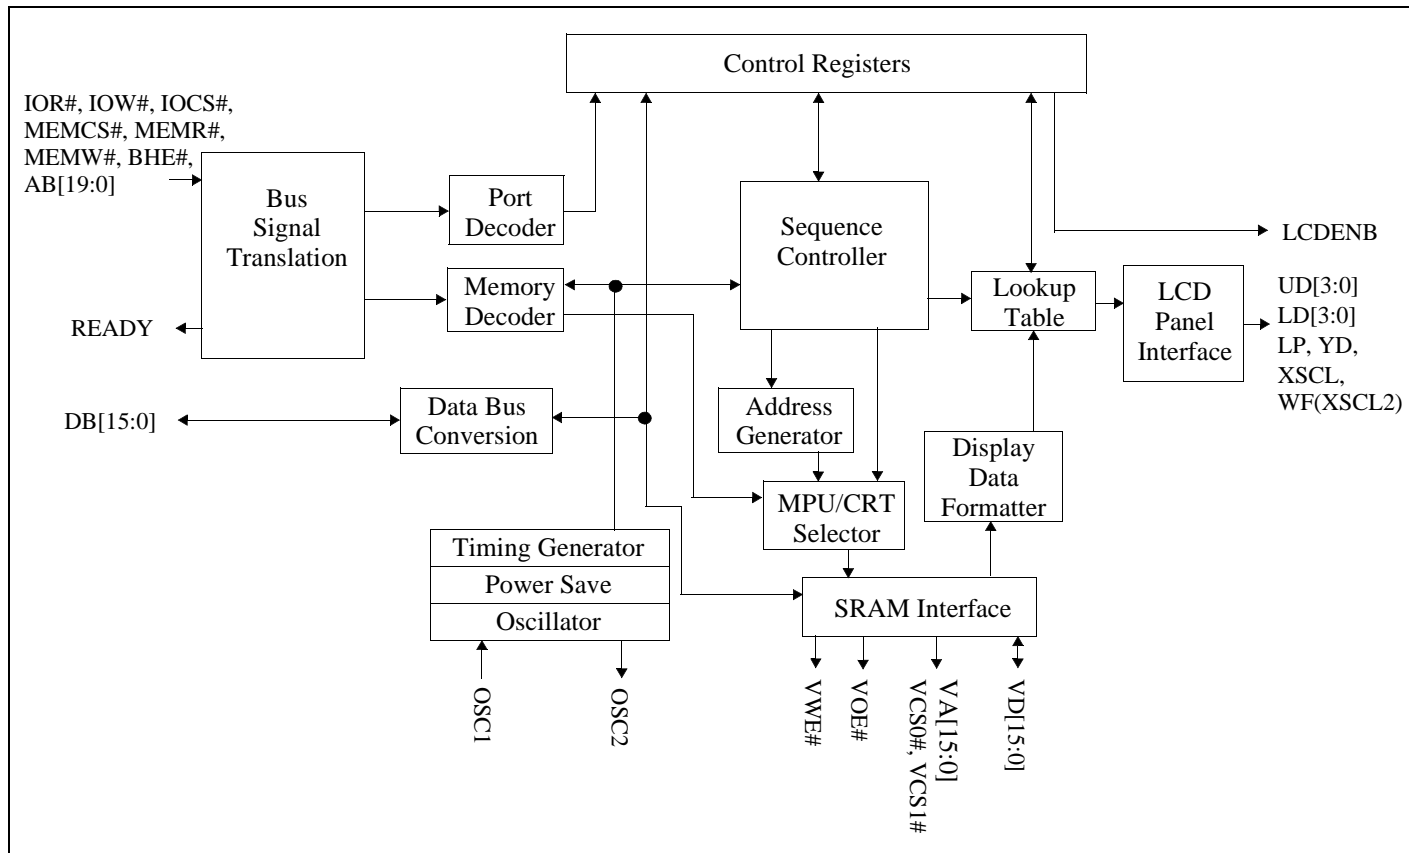 Control Registers
IOR#, IOW#, IOCS#,
MEMCS#, MEMR#,
MEMW#, BHE#,
AB[19:0]
Bus
Signal
Translation
Port
Decoder
Sequence
Controller
LCDENB
Memory
Decoder
Lookup
Table
LCD
Panel
Interface
UD[3:0]
LD[3:0]
LP, YD,
XSCL,
WF(XSCL2)
READY
DB[15:0]
Data Bus
Conversion
Address
Generator
Display
Data
Formatter
MPU/CRT
Selector
Timing Generator
Power Save
Oscillator
SRAM Interface
OSC1
OSC2
VWE#
VOE#
VA[15:0]
VCS0#, VCS1#
VD[15:0]